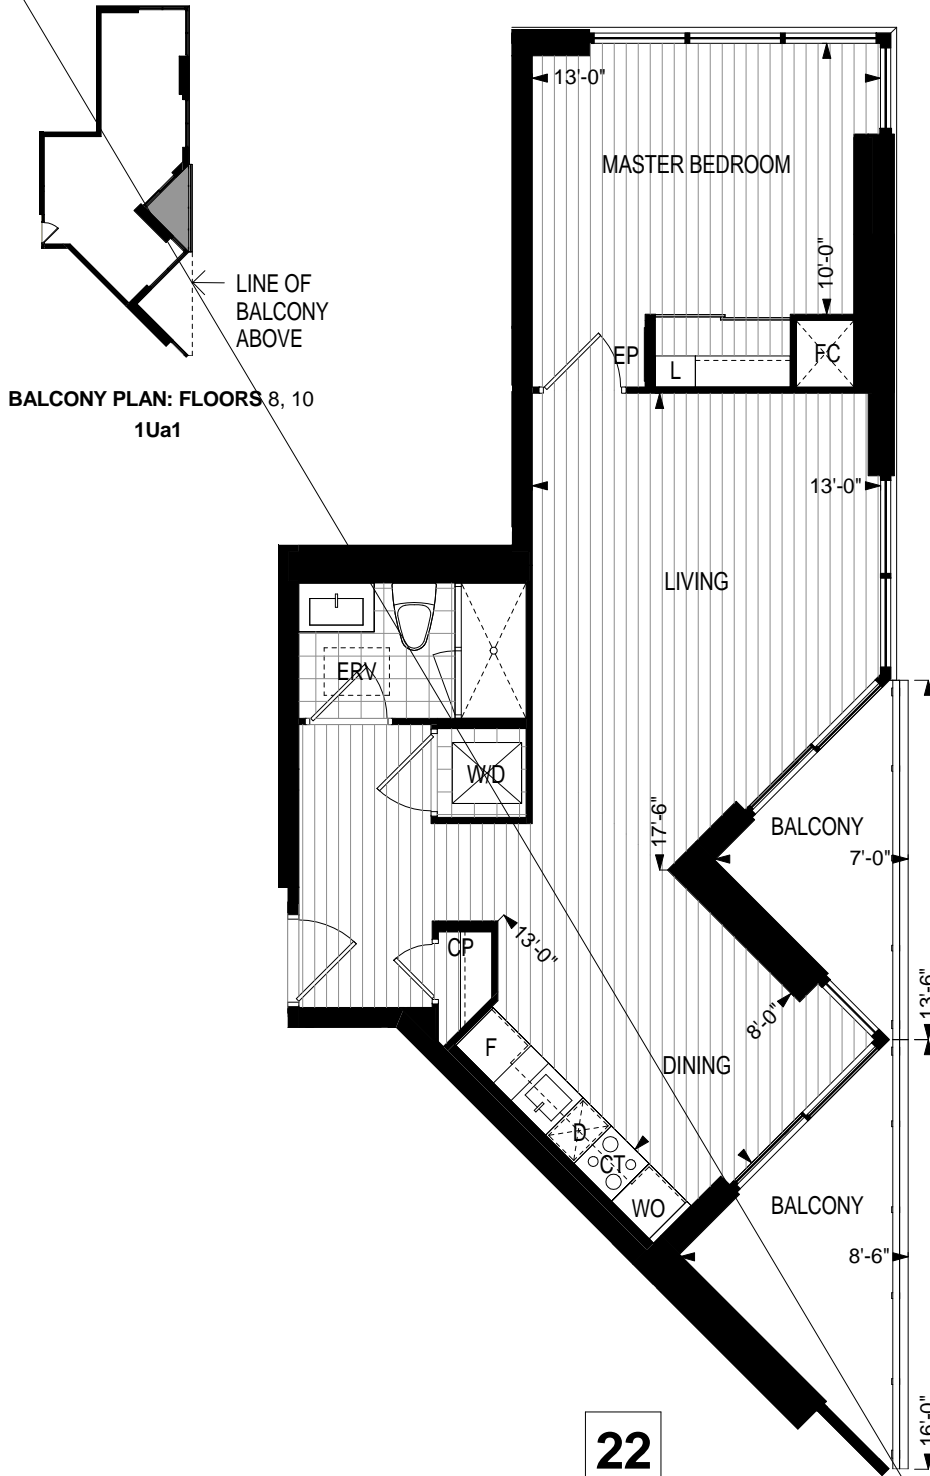 13'-0"
MASTER BEDROOM
10'-0"
LINE OF
BALCONY
ABOVE
EP
L
FC
BALCONY PLAN: FLOORS 8, 10
1Ua1
13'-0"
LIVING
ERV
W/D
17'-6"
BALCONY
7'-0"
CP
13'-0"
8'-0"
13'-6"
F
DINING
D
CT
WO
BALCONY
8'-6"
16'-0"
22